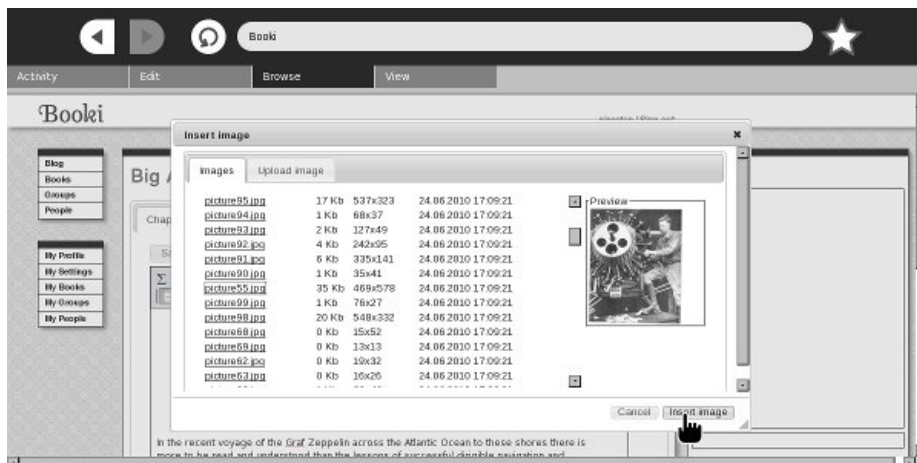 Booki
Activity Edit Browse View
Booki
Insert image
Blog
Books
Groups
People
Big
Images Upload image
Chap
picture95.jpg 17 Kb 537x323 24.06.2010 17:09:21
Preview
picture94.jpg 1 Kb 68x37 24.06.2010 17:09:21
picture93.jpg 2 Kb 127x49 24.06.2010 17:09:21
picture92.jpg 4 Kb 242x95 24.06.2010 17:09:21
picture91.jpg 6 Kb 335x141 24.06.2010 17:09:21
picture90.jpg 1 Kb 35x41 24.06.2010 17:09:21
picture55.jpg 35 Kb 469x578 24.06.2010 17:09:21
picture99.jpg 1 Kb 76x27 24.06.2010 17:09:21
picture98.jpg 20 Kb 548x332 24.06.2010 17:09:21
picture68.jpg 0 Kb 15x52 24.06.2010 17:09:21
picture69.jpg 0 Kb 13x13 24.06.2010 17:09:21
picture62.jpg 0 Kb 19x32 24.06.2010 17:09:21
picture63.jpg 0 Kb 16x26 24.06.2010 17:09:21
My Profile
My Settings
My Books
My Groups
My People
Σ
Cancel Insert image
In the recent voyage of the Graf Zeppelin across the Atlantic Ocean to these shores there is
more to be read and understood than the lessons of successful dirigible navigation and